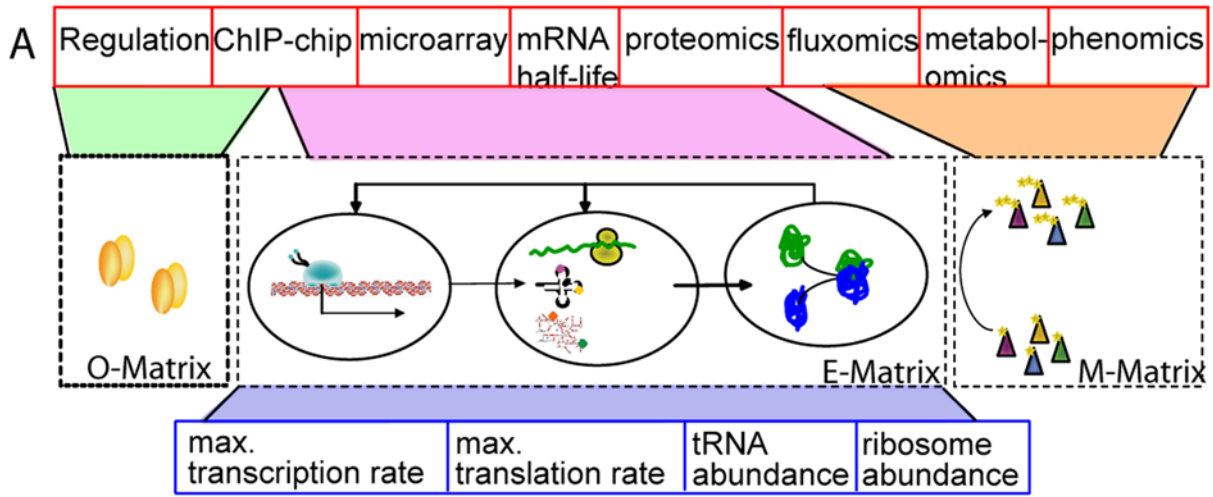 A
Regulation ChIP-chip microarray mRNA proteomics fluxomics metabol- phenomics
half-life omics
O-Matrix E-Matrix M-Matrix
max. max. tRNA ribosome
transcription rate translation rate abundance abundance